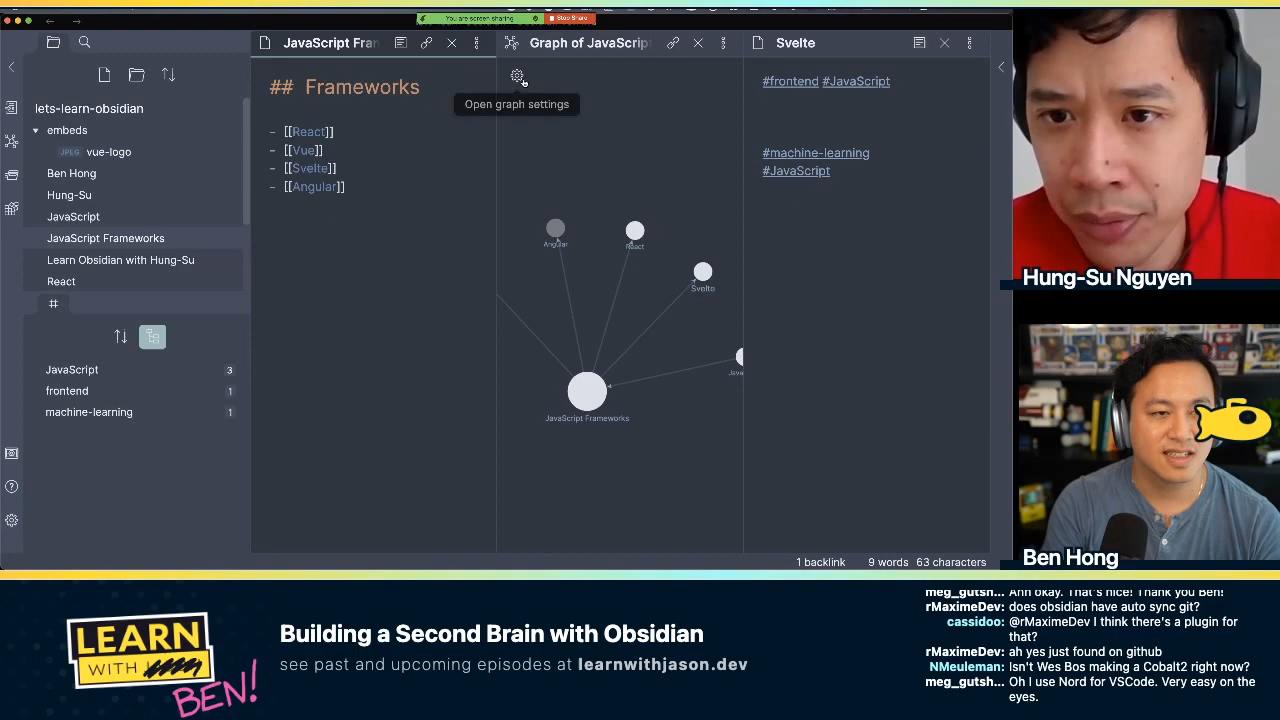 You are screen sharing
Stop Share
JavaScript Fran
Graph of JavaScrip
Svelte
Open graph settings
lets-learn-obsidian
embeds
JPEG vue-logo
Ben Hong
Hung-Su
JavaScript
JavaScript Frameworks
Learn Obsidian with Hung-Su
React
JavaScript 3
frontend 1
machine-learning 1
## Frameworks
- [[React]]
- [[Vue]]
- [[Svelte]]
- [[Angular]]
Angular
React
Svelte
Java
JavaScript Frameworks
#frontend #JavaScript
#machine-learning
#JavaScript
1 backlink 9 words 63 characters
Hung-Su Nguyen
Ben Hong
LEARN
WITH
BEN!
Building a Second Brain with Obsidian
see past and upcoming episodes at learnwithjason.dev
meg_gutsh... Ahh okay. That's nice! Thank you Ben!
rMaximeDev: does obsidian have auto sync git?
cassidoo: @rMaximeDev I think there's a plugin for
that?
rMaximeDev: ah yes just found on github
NMeuleman: Isn't Wes Bos making a Cobalt2 right now?
meg_gutsh... Oh I use Nord for VSCode. Very easy on the
eyes.